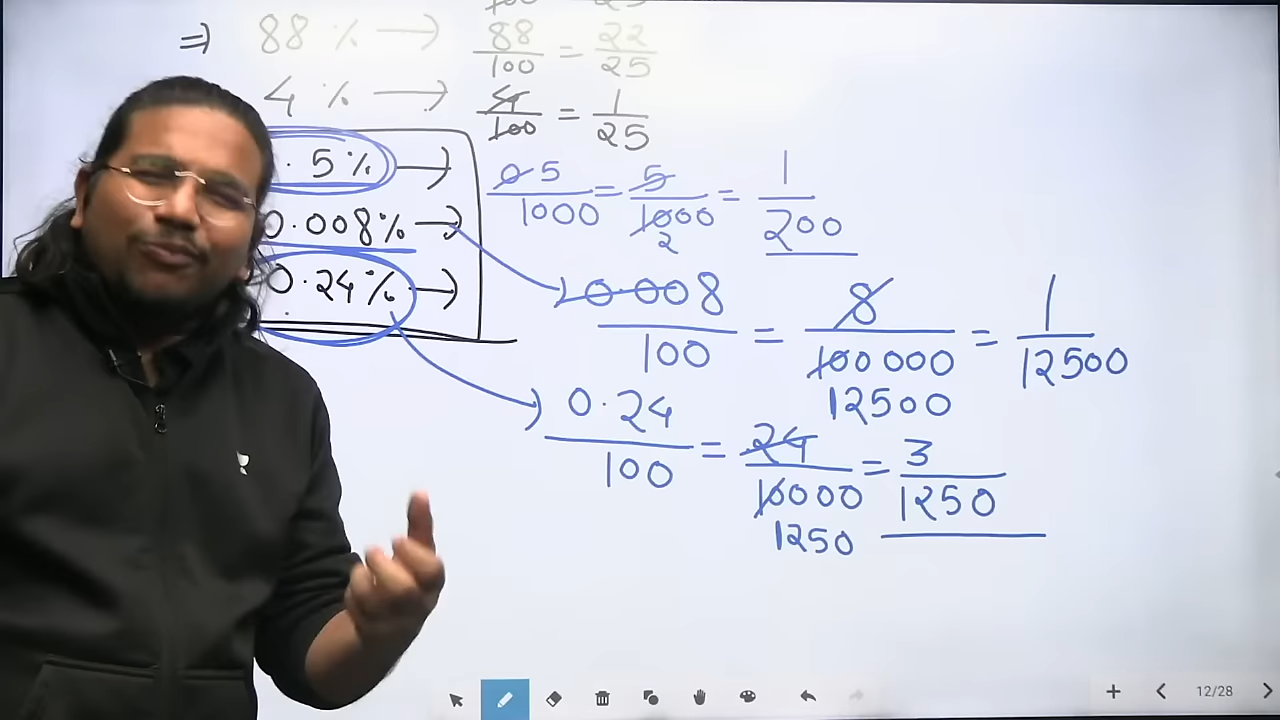 ⇒ 88 % → 88/100 = 22/25
4 % → 4/100 = 1/25
. 5% → 05/1000 = 5/1000 = 1/200
2
0.008% → 0.008/100 = 8/100000 = 1/12500
12500
0.24% → 0.24/100 = 24/10000 = 3/1250
1250
12/28